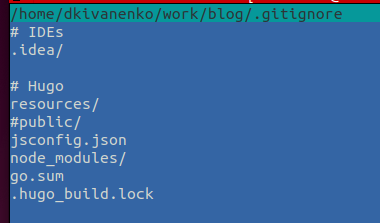 /home/dkivanenko/work/blog/.gitignore
# IDEs
.idea/
# Hugo
resources/
#public/
jsconfig.json
node_modules/
go.sum
.hugo_build.lock